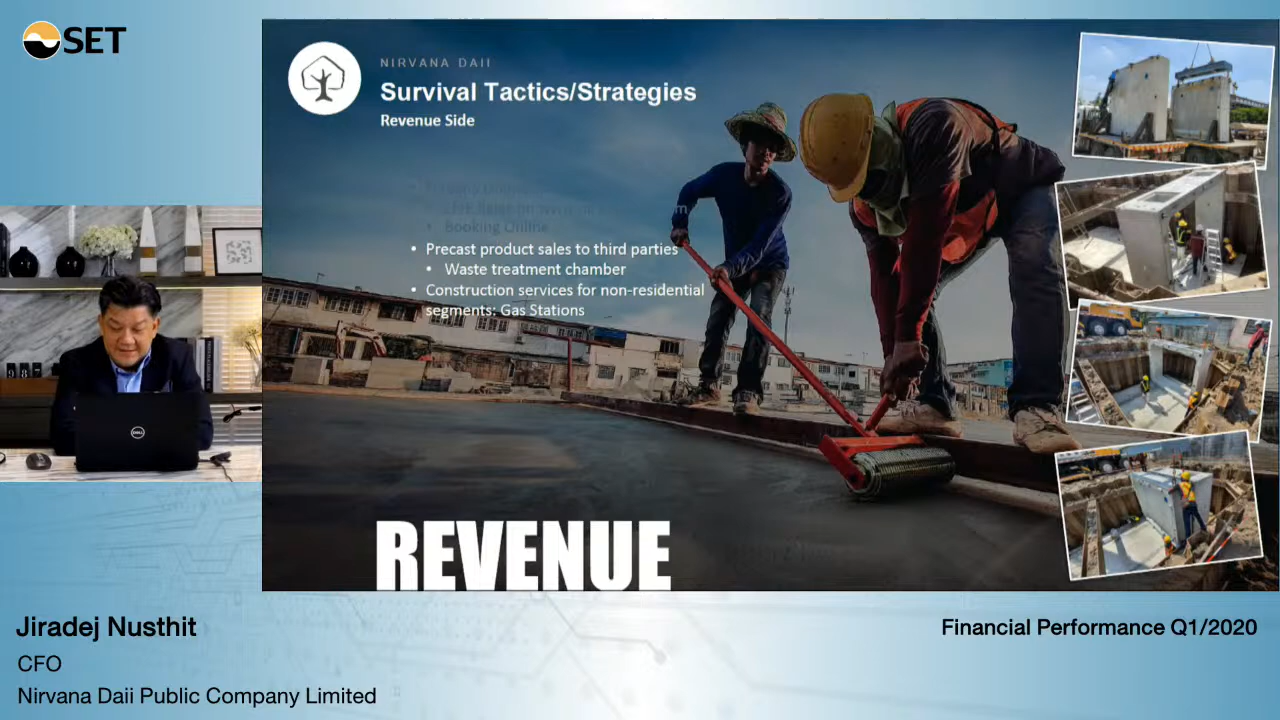 SET
NIRVANA DAII
Survival Tactics/Strategies
Revenue Side
Booking Online
Precast product sales to third parties
Waste treatment chamber
Construction services for non-residential
segments: Gas Stations
REVENUE
DELL
Jiradej Nusthit
CFO
Nirvana Daii Public Company Limited
Financial Performance Q1/2020